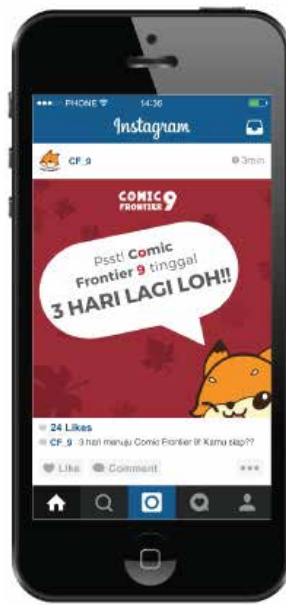 PHONE 14:36
Instagram
CF_9 3min
COMIC 9
FRONTIER
Psst! Comic
Frontier 9 tinggal
3 HARI LAGI LOH!!
24 Likes
CF_9 3 hari menuju Comic Frontier 9! Kamu siap??
Like Comment